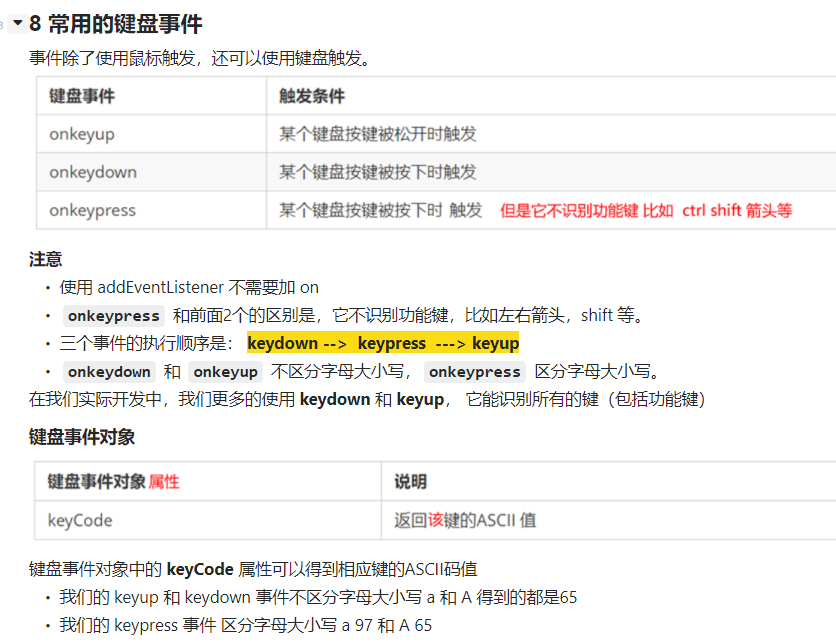 8 常用的键盘事件
事件除了使用鼠标触发，还可以使用键盘触发。
键盘事件 触发条件
onkeyup 某个键盘按键被松开时触发
onkeydown 某个键盘按键被按下时触发
onkeypress 某个键盘按键被按下时 触发 但是它不识别功能键 比如 ctrl shift 箭头等
注意
• 使用 addEventListener 不需要加 on
• onkeypress 和前面2个的区别是，它不识别功能键，比如左右箭头，shift 等。
• 三个事件的执行顺序是： keydown --> keypress ---> keyup
• onkeydown 和 onkeyup 不区分字母大小写， onkeypress 区分字母大小写。
在我们实际开发中，我们更多的使用 keydown 和 keyup， 它能识别所有的键（包括功能键）
键盘事件对象
键盘事件对象 属性 说明
keyCode 返回该键的ASCII 值
键盘事件对象中的 keyCode 属性可以得到相应键的ASCII码值
• 我们的 keyup 和 keydown 事件不区分字母大小写 a 和 A 得到的都是65
• 我们的 keypress 事件 区分字母大小写 a 97 和 A 65